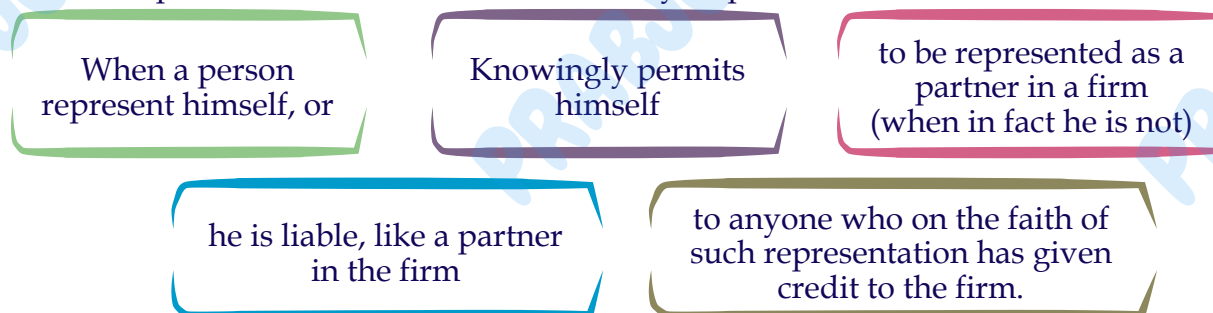 When a person
represent himself, or
Knowingly permits
himself
to be represented as a
partner in a firm
(when in fact he is not)
he is liable, like a partner
in the firm
to anyone who on the faith of
such representation has given
credit to the firm.